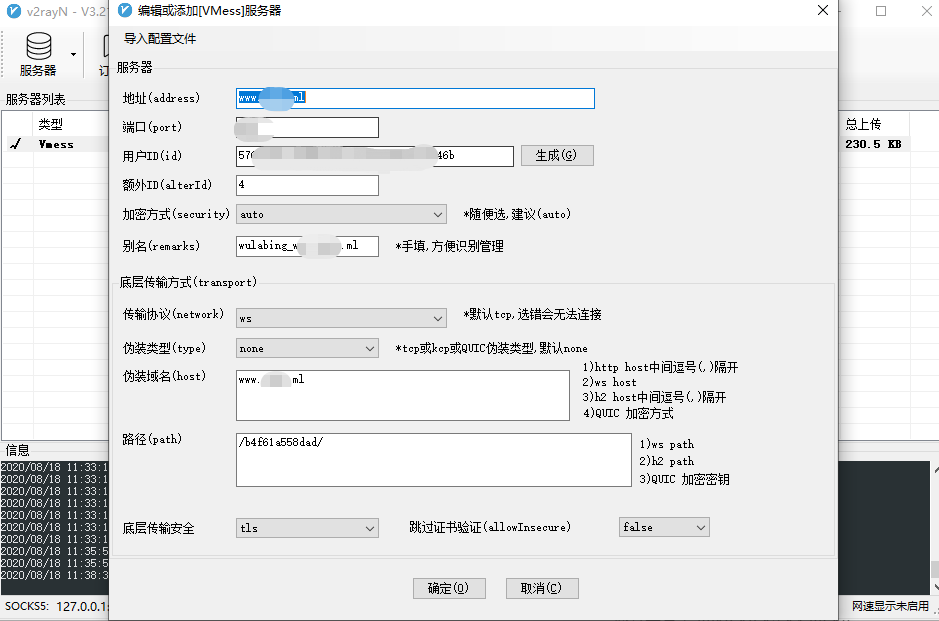 v2rayN - V3.2
编辑或添加[VMess]服务器
导入配置文件
服务器
服务器
地址(address)
www.
ml
服务器列表
端口(port)
类型
总上传
Vmess
230.5 KB
用户ID(id)
46b
生成(G)
额外ID(alterId)
4
加密方式(security)
auto
*随便选,建议(auto)
别名(remarks)
wulabing_w
.ml
*手填,方便识别管理
底层传输方式(transport)
传输协议(network)
ws
*默认tcp,选错会无法连接
伪装类型(type)
none
*tcp或kcp或QUIC伪装类型,默认none
伪装域名(host)
www.
ml
1)http host中间逗号(,)隔开
2)ws host
3)h2 host中间逗号(,)隔开
4)QUIC 加密方式
路径(path)
/b4f61a558dad/
1)ws path
2)h2 path
3)QUIC 加密密钥
信息
2020/08/18 11:33:1
2020/08/18 11:33:1
2020/08/18 11:33:1
2020/08/18 11:33:1
2020/08/18 11:33:1
2020/08/18 11:33:1
2020/08/18 11:33:1
2020/08/18 11:35:5
2020/08/18 11:35:5
2020/08/18 11:38:3
底层传输安全
tls
跳过证书验证(allowInsecure)
false
确定(O)
取消(C)
SOCKS5: 127.0.0.1:
网速显示未启用